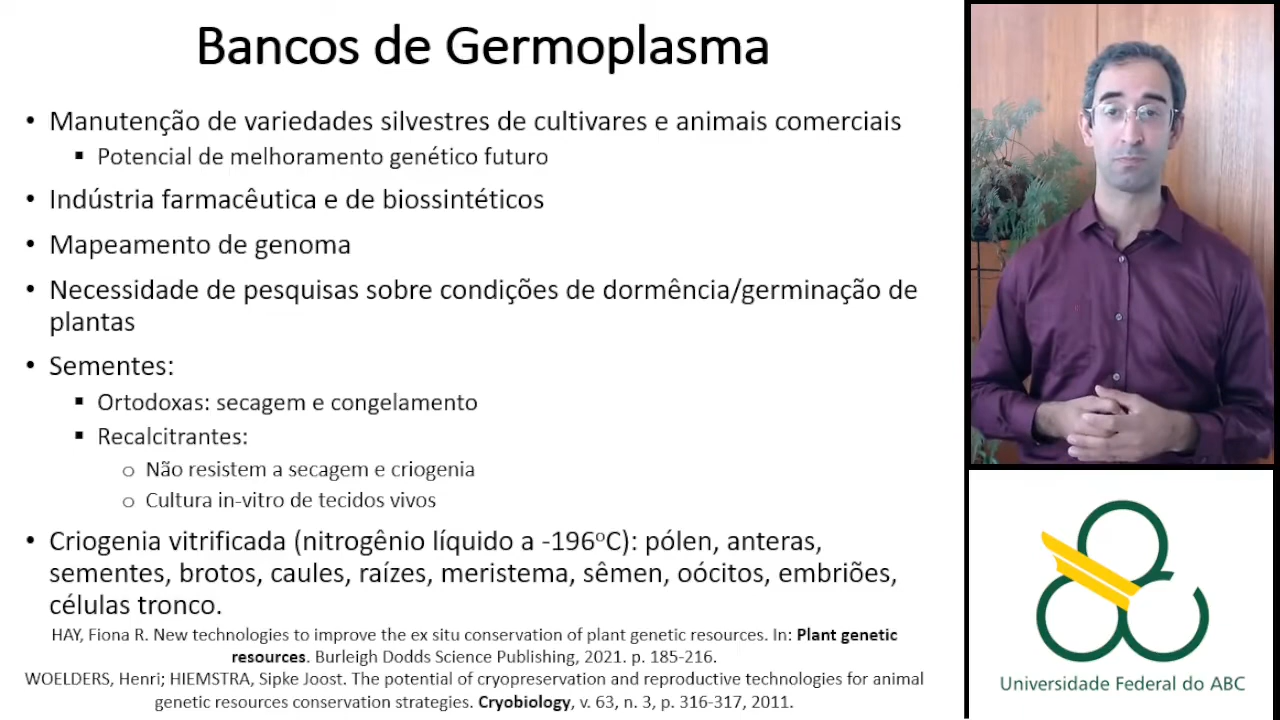 Bancos de Germoplasma
• Manutenção de variedades silvestres de cultivares e animais comerciais
▪ Potencial de melhoramento genético futuro
• Indústria farmacêutica e de biossintéticos
• Mapeamento de genoma
• Necessidade de pesquisas sobre condições de dormência/germinação de
plantas
• Sementes:
▪ Ortodoxas: secagem e congelamento
▪ Recalcitrantes:
o Não resistem a secagem e criogenia
o Cultura in-vitro de tecidos vivos
• Criogenia vitrificada (nitrogênio líquido a -196ºC): pólen, anteras,
sementes, brotos, caules, raízes, meristema, sêmen, oócitos, embriões,
células tronco.
HAY, Fiona R. New technologies to improve the ex situ conservation of plant genetic resources. In: Plant genetic
resources. Burleigh Dodds Science Publishing, 2021. p. 185-216.
WOELDERS, Henri; HIEMSTRA, Sipke Joost. The potential of cryopreservation and reproductive technologies for animal
genetic resources conservation strategies. Cryobiology, v. 63, n. 3, p. 316-317, 2011.
Universidade Federal do ABC